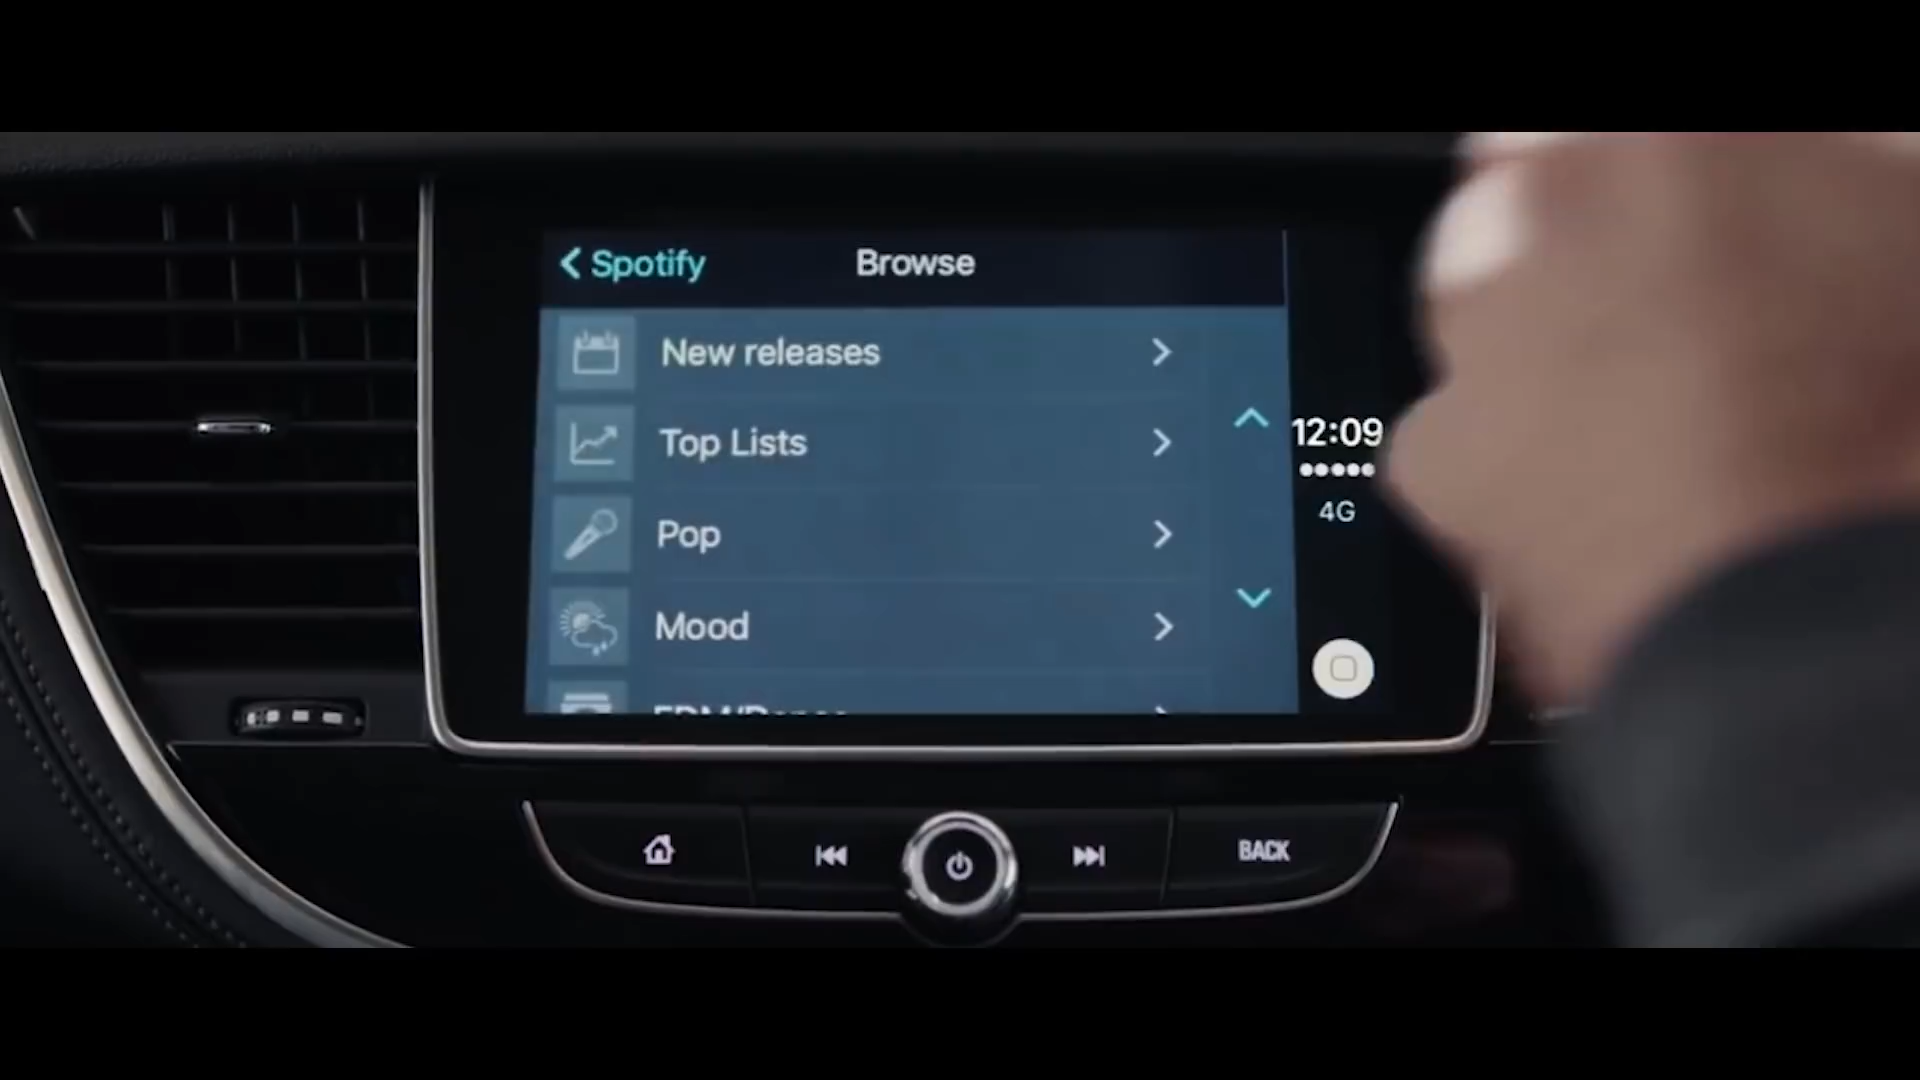 Spotify
Browse
New releases
Top Lists
Pop
Mood
12:09
4G
BACK